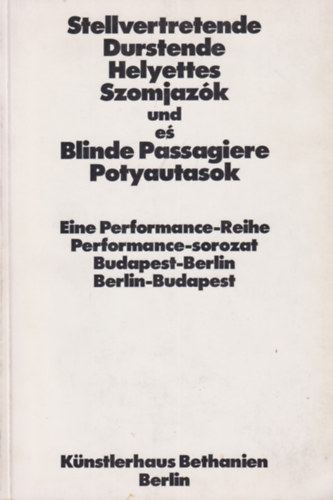 Stellvertretende
Durstende
Helyettes
Szomjazók
und
eś
Blinde Passagiere
Potyautasok
Eine Performance-Reihe
Performance-sorozat
Budapest-Berlin
Berlin-Budapest
Künstlerhaus Bethanien
Berlin